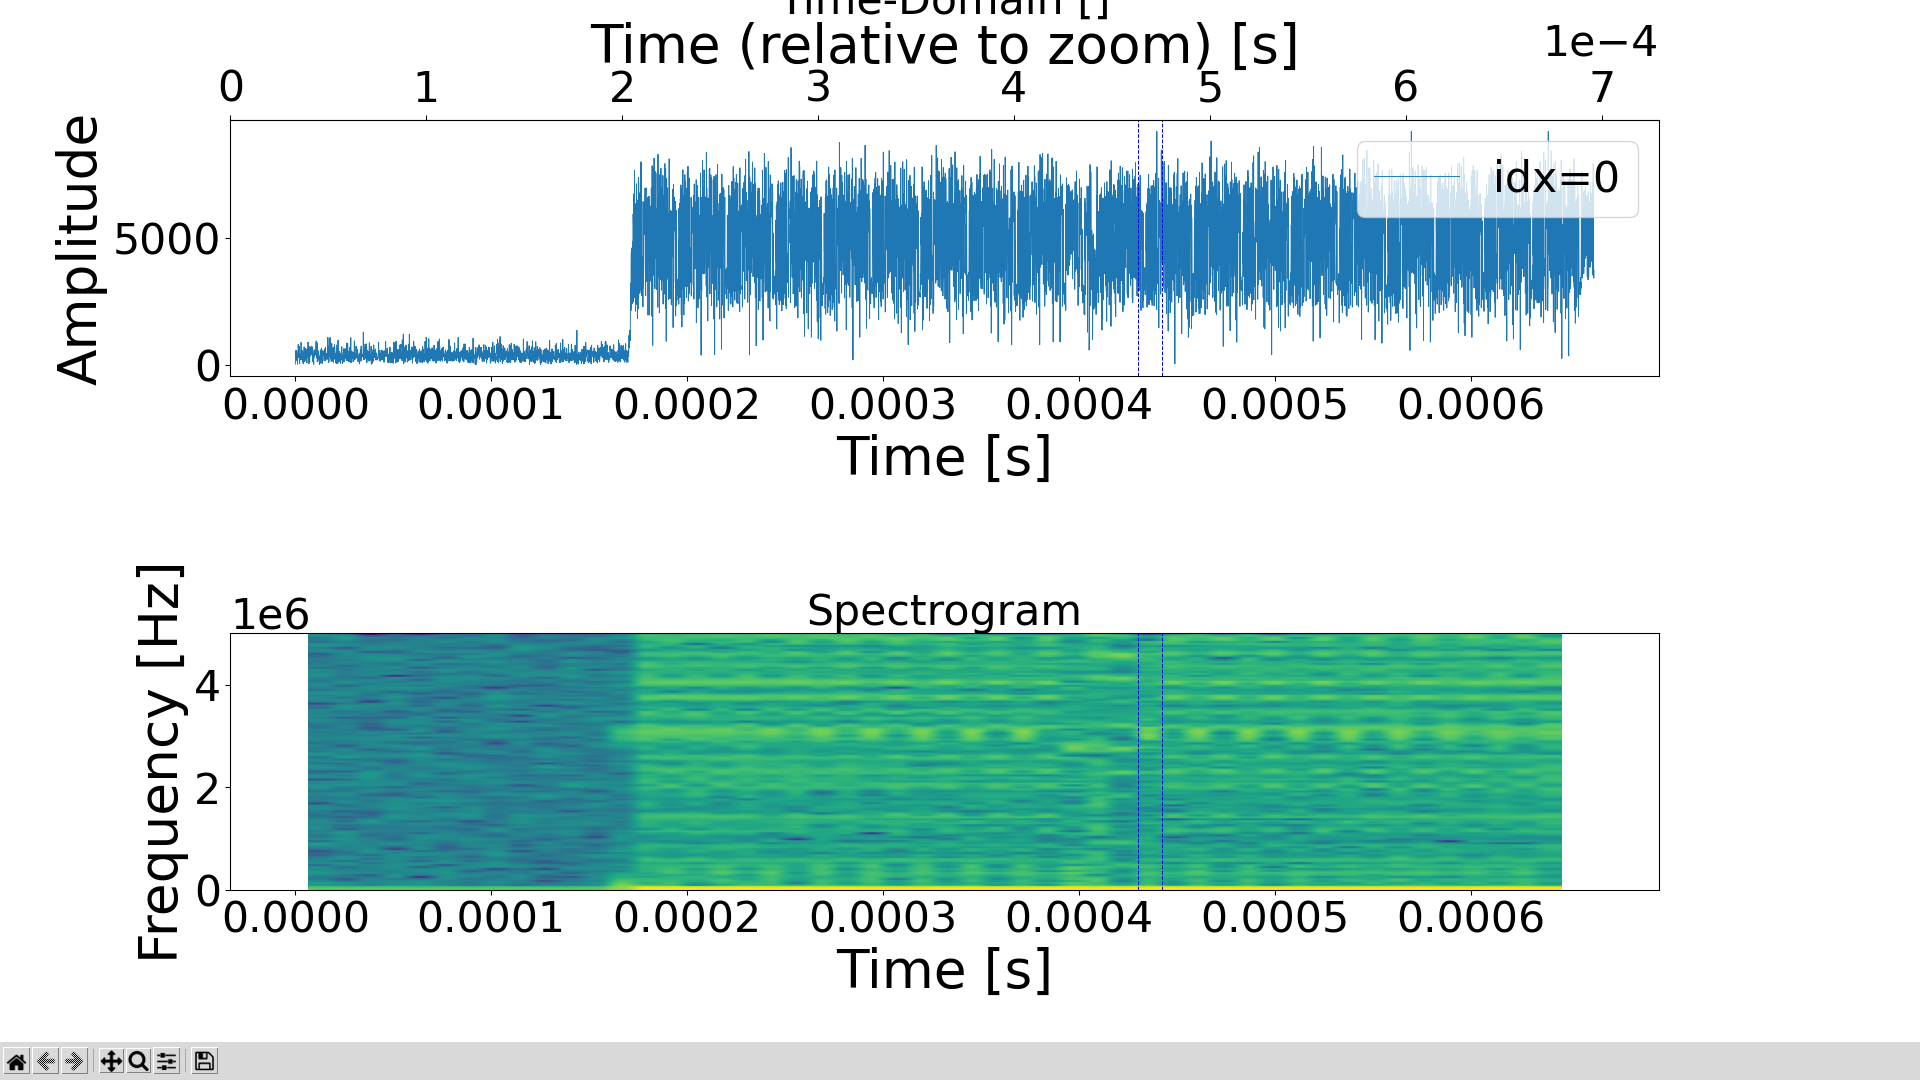 Time-Domain []
Time (relative to zoom) [s]
1e−4
0 1 2 3 4 5 6 7
Amplitude
5000
0
idx=0
0.0000 0.0001 0.0002 0.0003 0.0004 0.0005 0.0006
Time [s]
Spectrogram
1e6
Frequency [Hz]
4
2
0
0.0000 0.0001 0.0002 0.0003 0.0004 0.0005 0.0006
Time [s]